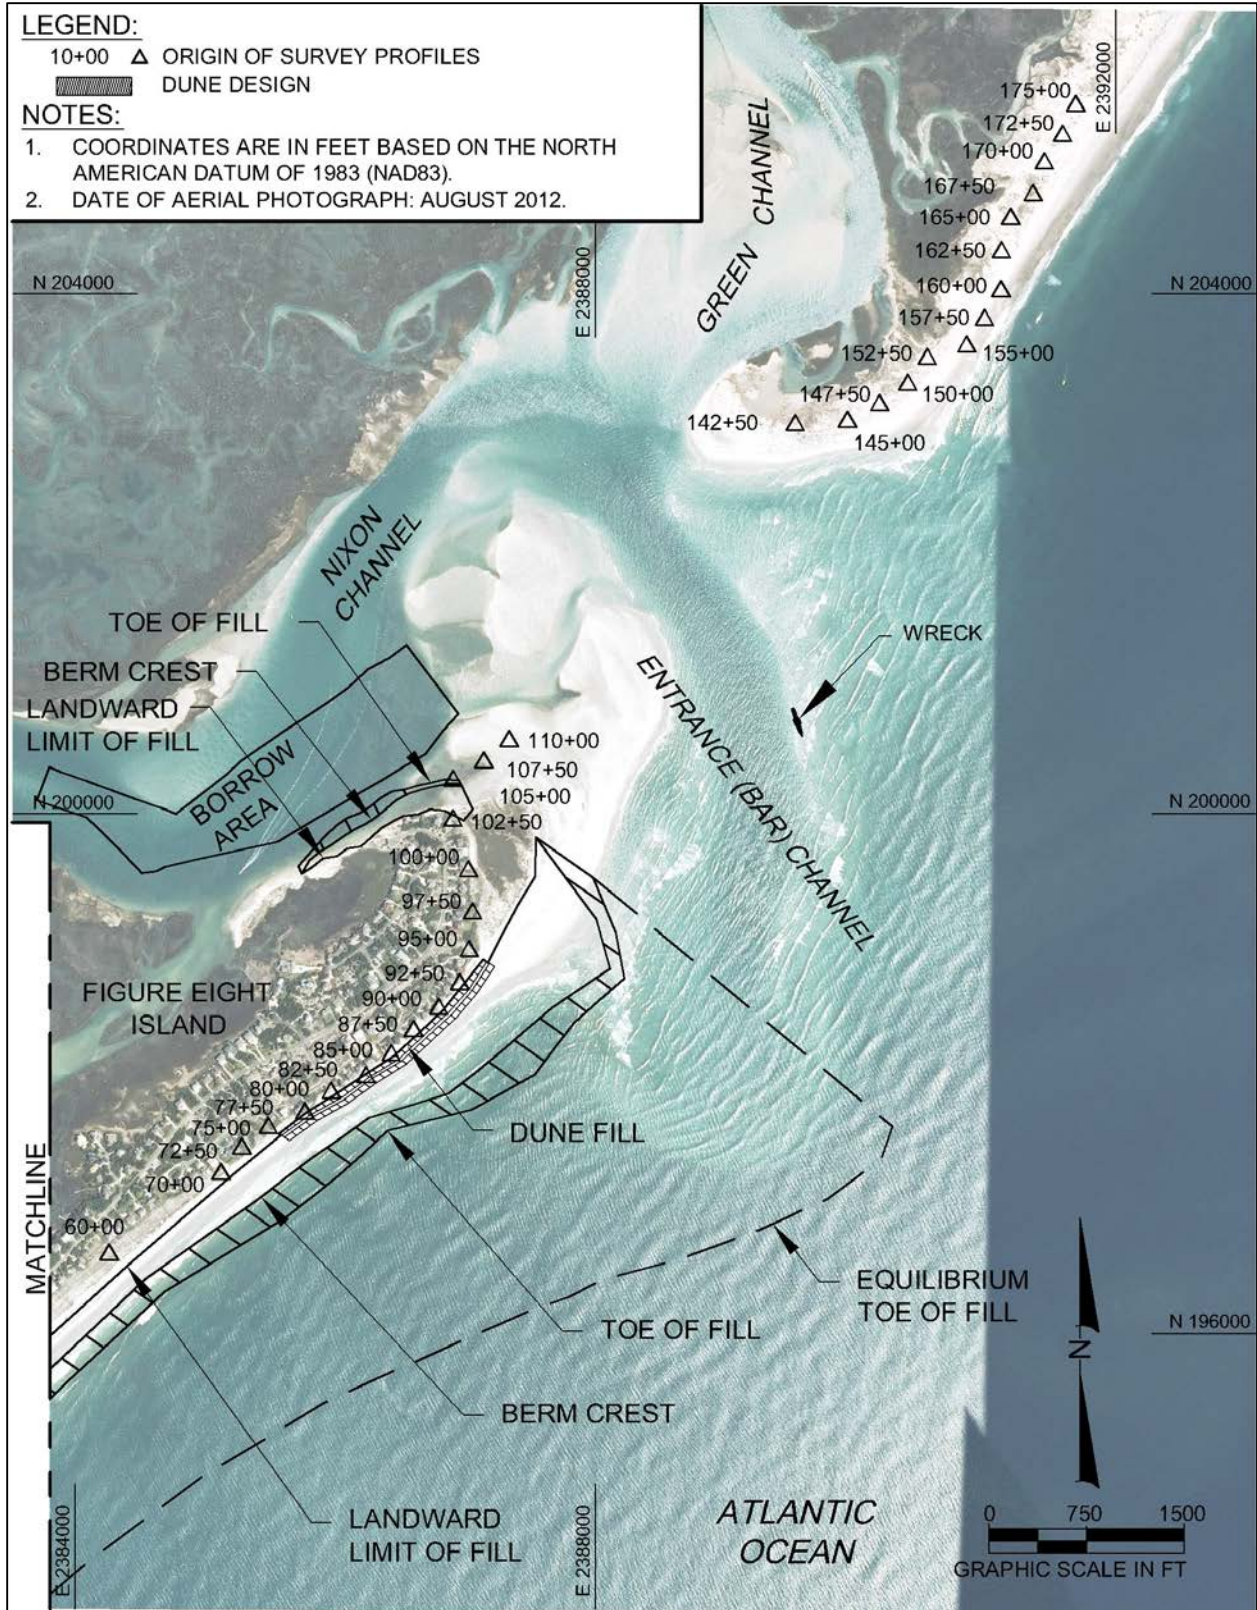 LEGEND:
10+00 △ ORIGIN OF SURVEY PROFILES
DUNE DESIGN
NOTES:
1. COORDINATES ARE IN FEET BASED ON THE NORTH
AMERICAN DATUM OF 1983 (NAD83).
2. DATE OF AERIAL PHOTOGRAPH: AUGUST 2012.
E 2392000
175+00
172+50
170+00
167+50
165+00
162+50
160+00
157+50
155+00
152+50
150+00
147+50
145+00
142+50
GREEN CHANNEL
N 204000
E 2388000
N 204000
NIXON
CHANNEL
TOE OF FILL
BERM CREST
LANDWARD
LIMIT OF FILL
WRECK
ENTRANCE (BAR) CHANNEL
BORROW
AREA
N 200000
N 200000
110+00
107+50
105+00
102+50
100+00
97+50
95+00
92+50
90+00
87+50
85+00
82+50
80+00
77+50
75+00
72+50
70+00
60+00
FIGURE EIGHT
ISLAND
DUNE FILL
MATCHLINE
EQUILIBRIUM
TOE OF FILL
TOE OF FILL
N 196000
N
BERM CREST
LANDWARD
LIMIT OF FILL
E 2384000
E 2388000
ATLANTIC
OCEAN
0 750 1500
GRAPHIC SCALE IN FT